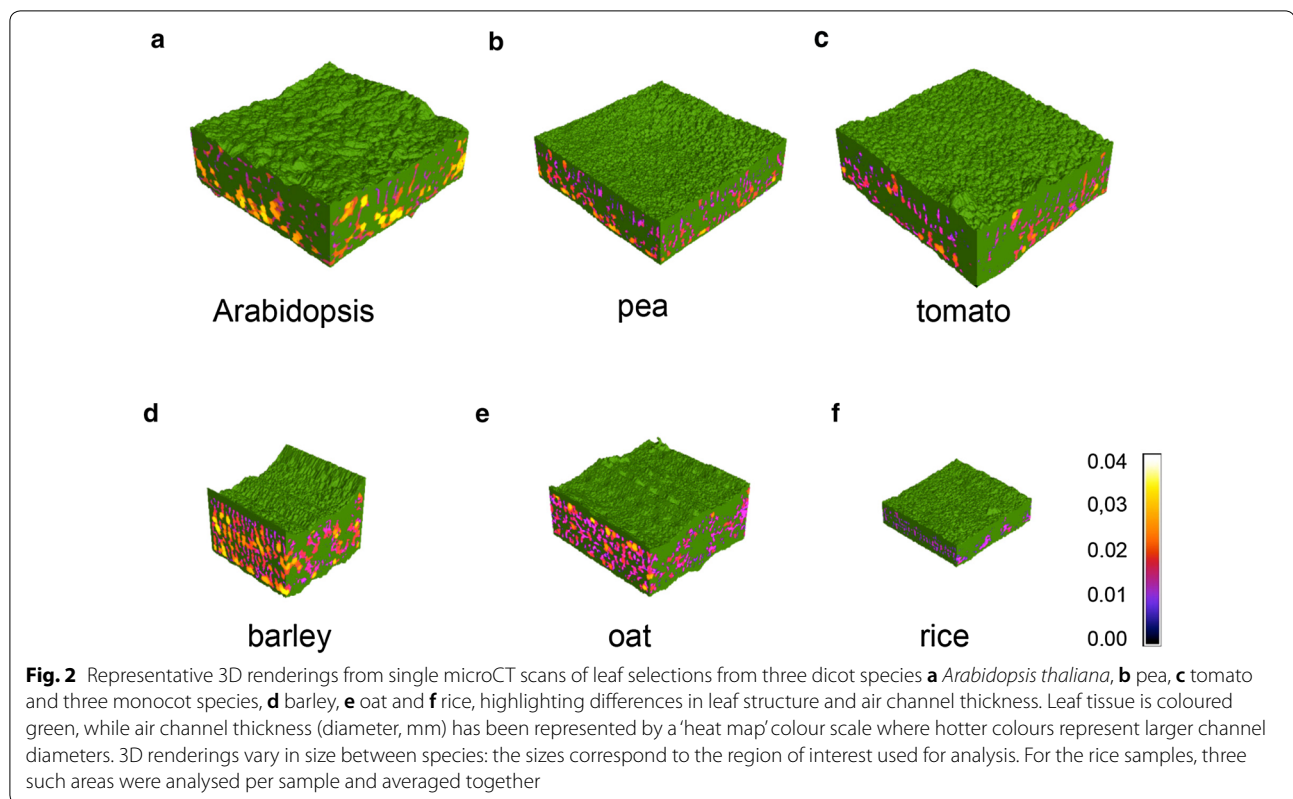 a
b
c
Arabidopsis
pea
tomato
d
e
f
0.04
0,03
0.02
0.01
0.00
barley
oat
rice
Fig. 2 Representative 3D renderings from single microCT scans of leaf selections from three dicot species a Arabidopsis thaliana, b pea, c tomato
and three monocot species, d barley, e oat and f rice, highlighting differences in leaf structure and air channel thickness. Leaf tissue is coloured
green, while air channel thickness (diameter, mm) has been represented by a ‘heat map’ colour scale where hotter colours represent larger channel
diameters. 3D renderings vary in size between species: the sizes correspond to the region of interest used for analysis. For the rice samples, three
such areas were analysed per sample and averaged together